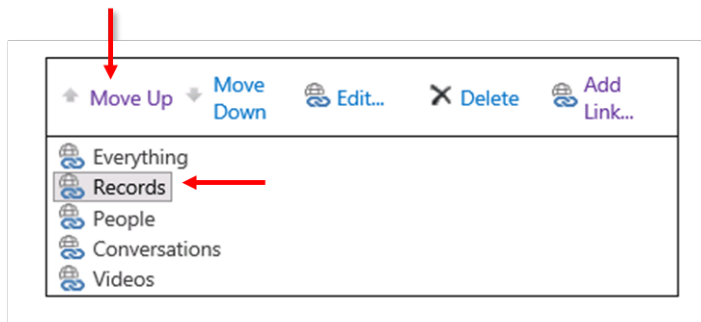 Move Up Move Down Edit... Delete Add Link...
Everything
Records
People
Conversations
Videos